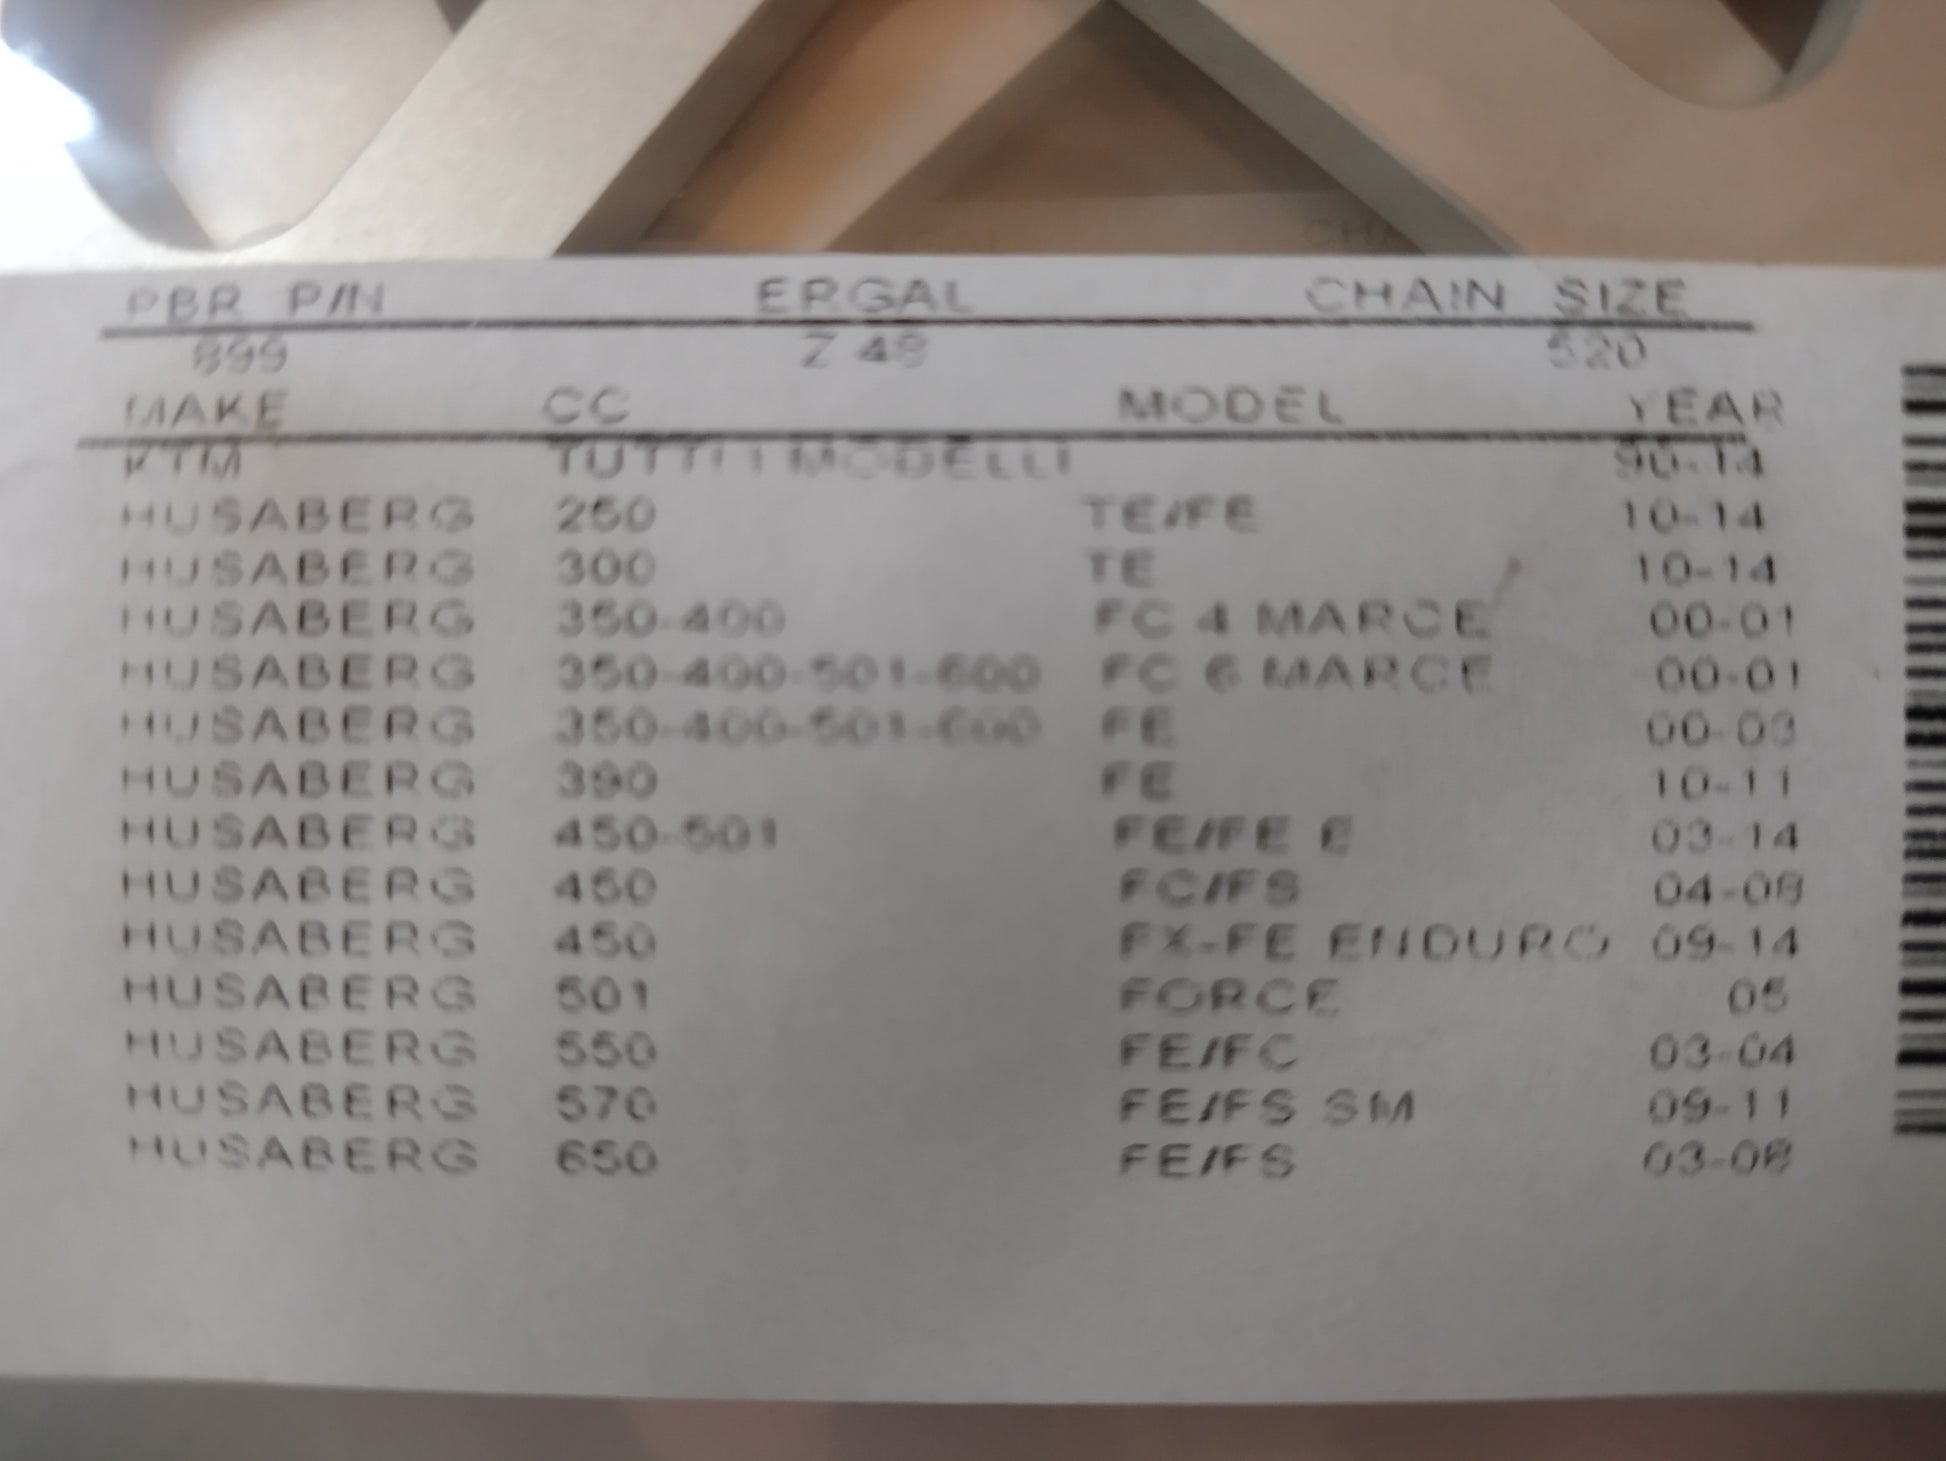 PBR P/N ERGAL CHAIN SIZE
899 Z 48 520
MAKE CC MODEL YEAR
KTM TUTTI I MODELLI 90-14
HUSABERG 250 TE/FE 10-14
HUSABERG 300 TE 10-14
HUSABERG 350-400 FC 4 MARCE 00-01
HUSABERG 350-400-501-600 FC 6 MARCE 00-01
HUSABERG 350-400-501-600 FE 00-03
HUSABERG 390 FE 10-11
HUSABERG 450-501 FE/FE E 03-14
HUSABERG 450 FC/FS 04-08
HUSABERG 450 FX-FE ENDURO 09-14
HUSABERG 501 FORCE 05
HUSABERG 550 FE/FC 03-04
HUSABERG 570 FE/FS SM 09-11
HUSABERG 650 FE/FS 03-08